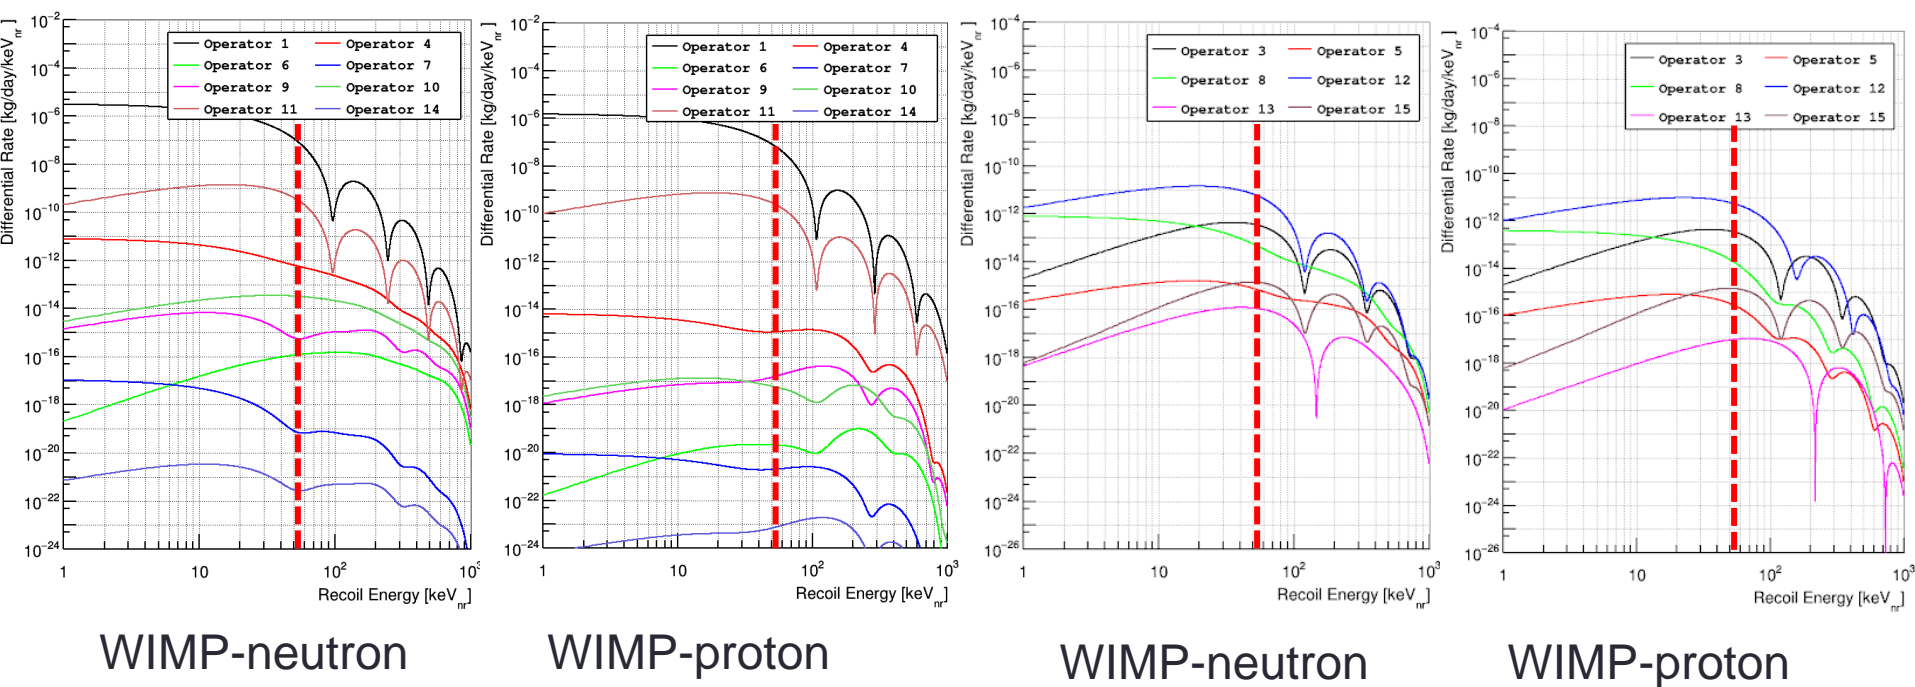 Differential Rate [kg/day/keVnr]
10−2
10−4
10−6
10−8
10−10
10−12
10−14
10−16
10−18
10−20
10−22
10−24
Operator 1 Operator 4
Operator 6 Operator 7
Operator 9 Operator 10
Operator 11 Operator 14
1 10 102 103
Recoil Energy [keVnr]
WIMP-neutron
Differential Rate [kg/day/keVnr]
10−2
10−4
10−6
10−8
10−10
10−12
10−14
10−16
10−18
10−20
10−22
10−24
Operator 1 Operator 4
Operator 6 Operator 7
Operator 9 Operator 10
Operator 11 Operator 14
1 10 102 103
Recoil Energy [keVnr]
WIMP-proton
Differential Rate [kg/day/keVnr]
10−4
10−6
10−8
10−10
10−12
10−14
10−16
10−18
10−20
10−22
10−24
10−26
Operator 3 Operator 5
Operator 8 Operator 12
Operator 13 Operator 15
1 10 102 103
Recoil Energy [keVnr]
WIMP-neutron
Differential Rate [kg/day/keVnr]
10−4
10−6
10−8
10−10
10−12
10−14
10−16
10−18
10−20
10−22
10−24
10−26
Operator 3 Operator 5
Operator 8 Operator 12
Operator 13 Operator 15
1 10 102 103
Recoil Energy [keVnr]
WIMP-proton